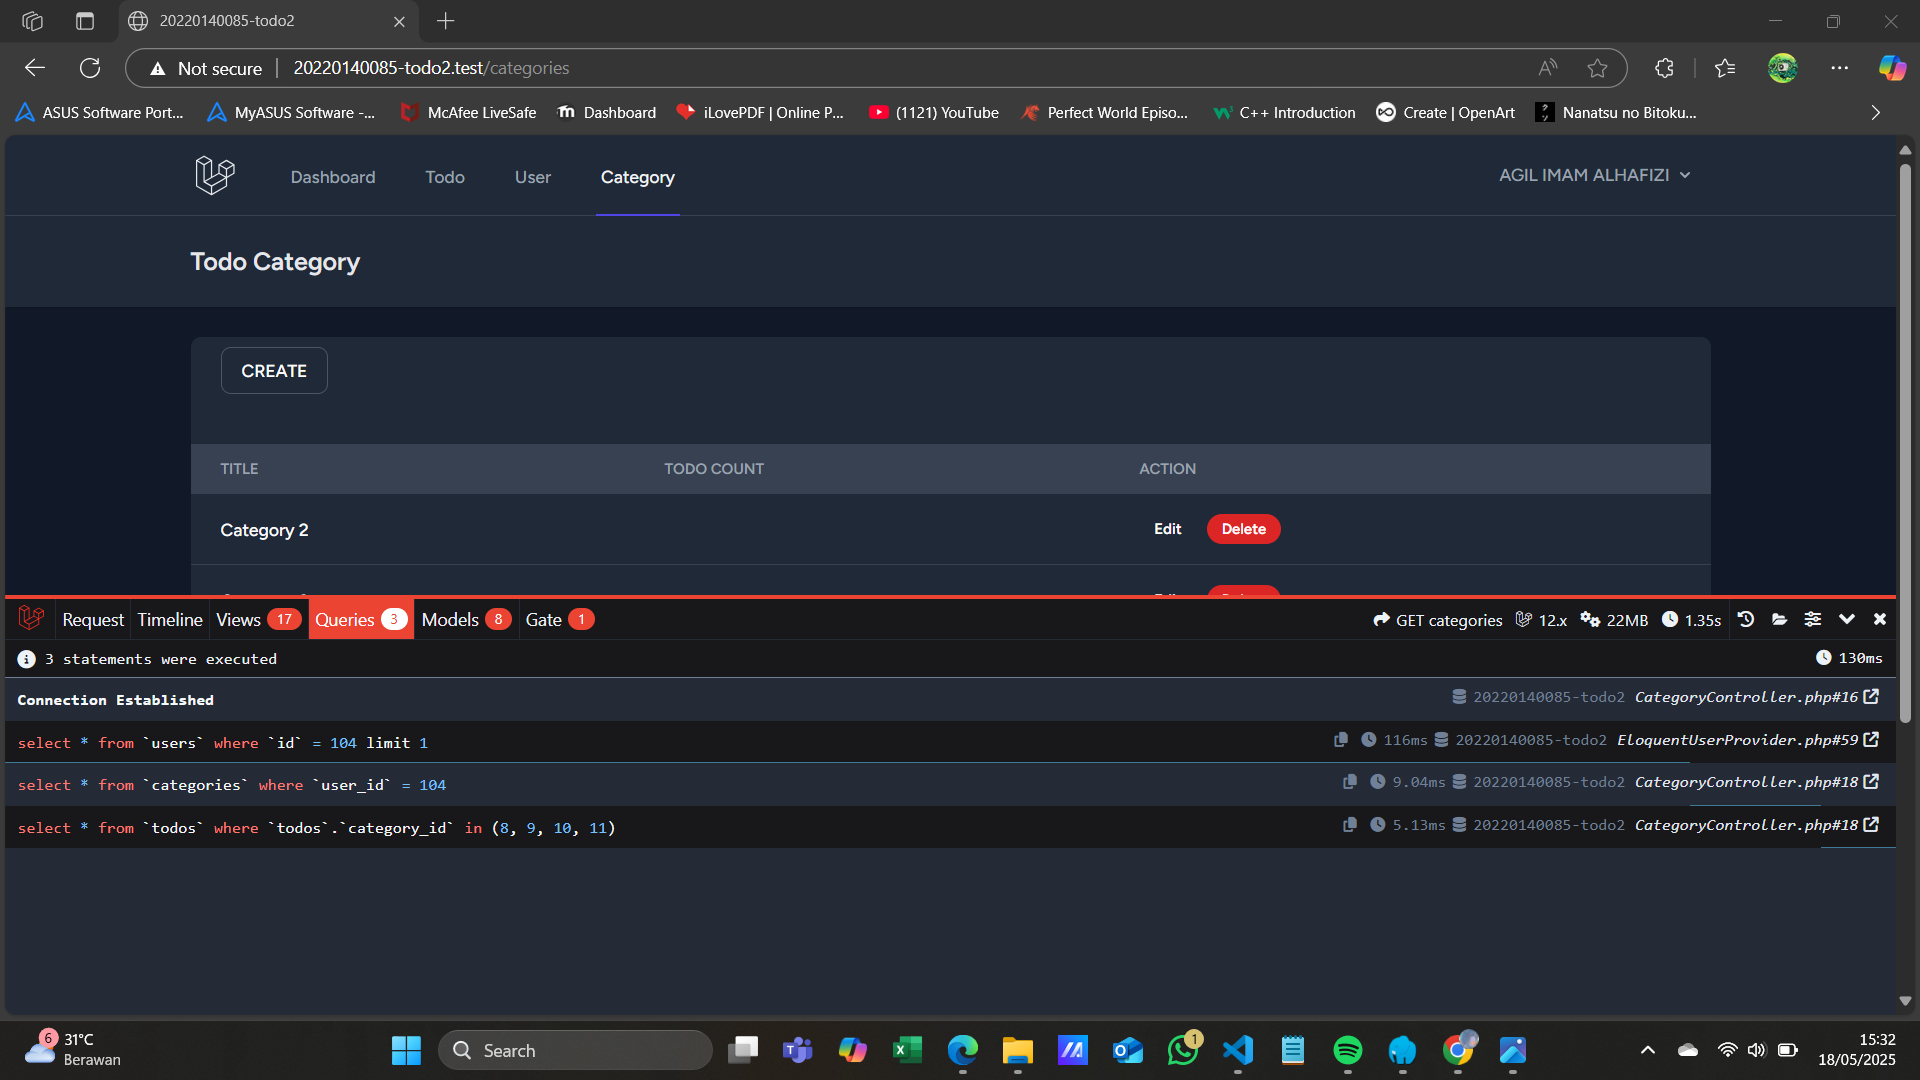 20220140085-todo2
Not secure
20220140085-todo2.test/categories
ASUS Software Port...
MyASUS Software -...
McAfee LiveSafe
Dashboard
iLovePDF | Online P...
(1121) YouTube
Perfect World Episo...
C++ Introduction
Create | OpenArt
Nanatsu no Bitoku...
Dashboard
Todo
User
Category
AGIL IMAM ALHAFIZI
Todo Category
CREATE
TITLE
TODO COUNT
ACTION
Category 2
Edit
Delete
Request
Timeline
Views 17
Queries 3
Models 8
Gate 1
GET categories
12.x
22MB
1.35s
3 statements were executed
130ms
Connection Established
20220140085-todo2 CategoryController.php#16
select * from `users` where `id` = 104 limit 1
116ms 20220140085-todo2 EloquentUserProvider.php#59
select * from `categories` where `user_id` = 104
9.04ms 20220140085-todo2 CategoryController.php#18
select * from `todos` where `todos`.`category_id` in (8, 9, 10, 11)
5.13ms 20220140085-todo2 CategoryController.php#18
6
31°C
Berawan
Search
1
15:32
18/05/2025